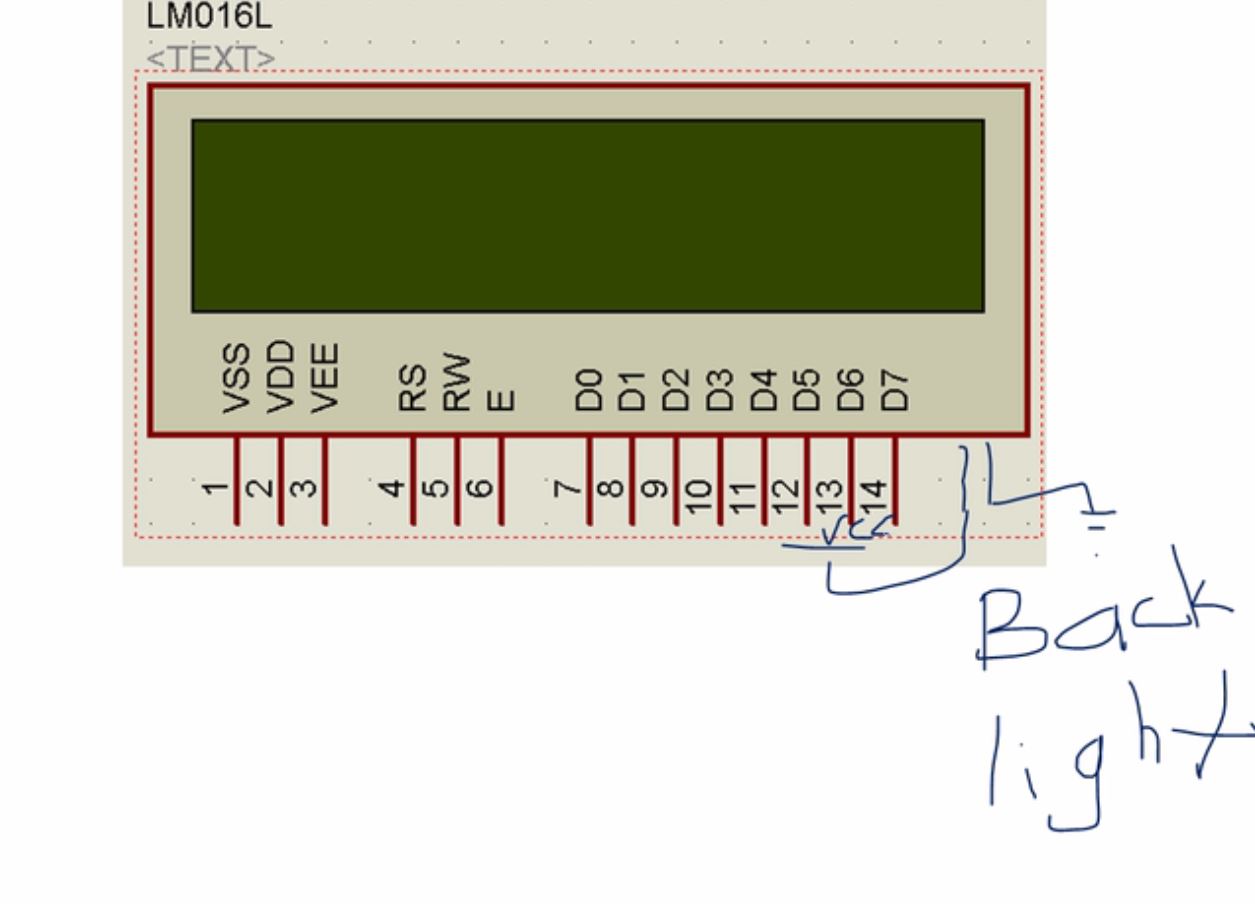 LM016L
<TEXT>
VSS VDD VEE RS RW E D0 D1 D2 D3 D4 D5 D6 D7
1 2 3 4 5 6 7 8 9 10 11 12 13 14
Vcc
Back
light